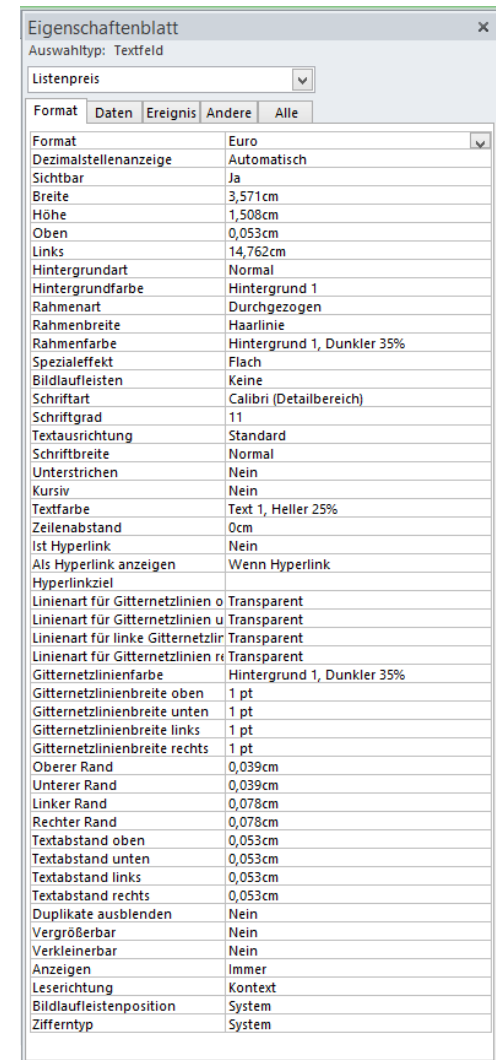 Eigenschaftenblatt
Auswahltyp: Textfeld
Listenpreis
Format Daten Ereignis Andere Alle
Format Euro
Dezimalstellenanzeige Automatisch
Sichtbar Ja
Breite 3,571cm
Höhe 1,508cm
Oben 0,053cm
Links 14,762cm
Hintergrundart Normal
Hintergrundfarbe Hintergrund 1
Rahmenart Durchgezogen
Rahmenbreite Haarlinie
Rahmenfarbe Hintergrund 1, Dunkler 35%
Spezialeffekt Flach
Bildlaufleisten Keine
Schriftart Calibri (Detailbereich)
Schriftgrad 11
Textausrichtung Standard
Schriftbreite Normal
Unterstrichen Nein
Kursiv Nein
Textfarbe Text 1, Heller 25%
Zeilenabstand 0cm
Ist Hyperlink Nein
Als Hyperlink anzeigen Wenn Hyperlink
Hyperlinkziel
Linienart für Gitternetzlinien o Transparent
Linienart für Gitternetzlinien u Transparent
Linienart für linke Gitternetzlir Transparent
Linienart für Gitternetzlinien re Transparent
Gitternetzlinienfarbe Hintergrund 1, Dunkler 35%
Gitternetzlinienbreite oben 1 pt
Gitternetzlinienbreite unten 1 pt
Gitternetzlinienbreite links 1 pt
Gitternetzlinienbreite rechts 1 pt
Oberer Rand 0,039cm
Unterer Rand 0,039cm
Linker Rand 0,078cm
Rechter Rand 0,078cm
Textabstand oben 0,053cm
Textabstand unten 0,053cm
Textabstand links 0,053cm
Textabstand rechts 0,053cm
Duplikate ausblenden Nein
Vergrößerbar Nein
Verkleinerbar Nein
Anzeigen Immer
Leserichtung Kontext
Bildlaufleistenposition System
Zifferntyp System